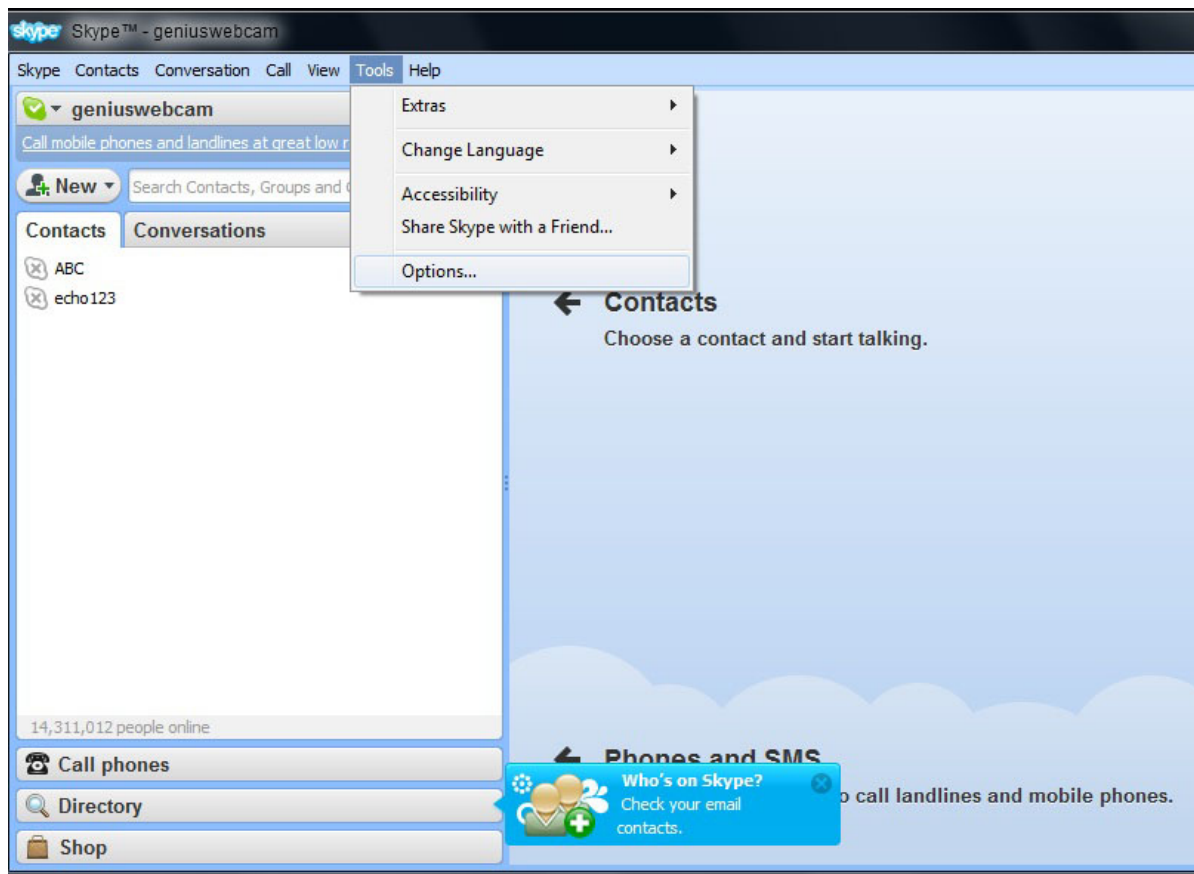 skype Skype™ - geniuswebcam
Skype Contacts Conversation Call View Tools Help
geniuswebcam
Call mobile phones and landlines at great low
New
Search Contacts, Groups and
Contacts Conversations
ABC
echo123
Extras
Change Language
Accessibility
Share Skype with a Friend...
Options...
Contacts
Choose a contact and start talking.
14,311,012 people online
Call phones
Directory
Shop
Phones and SMS
o call landlines and mobile phones.
Who's on Skype?
Check your email
contacts.